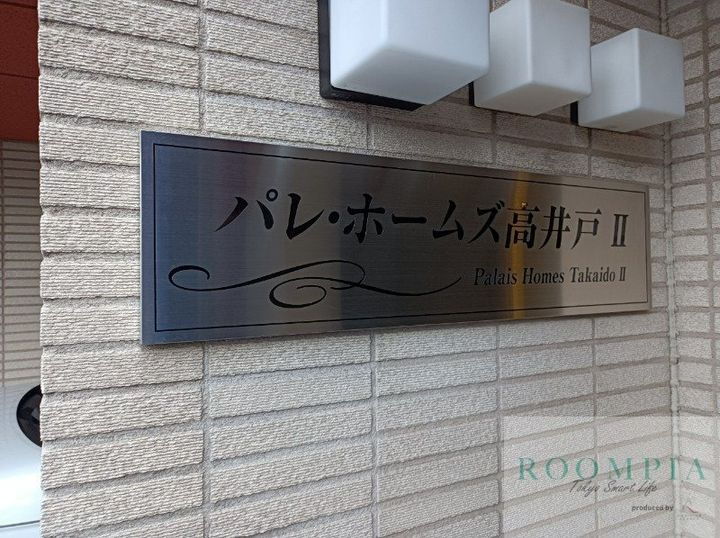 パレ・ホームズ高井戸 II
Palais Homes Takaido II
ROOMPIA
Tokyo Smart Life
produced by